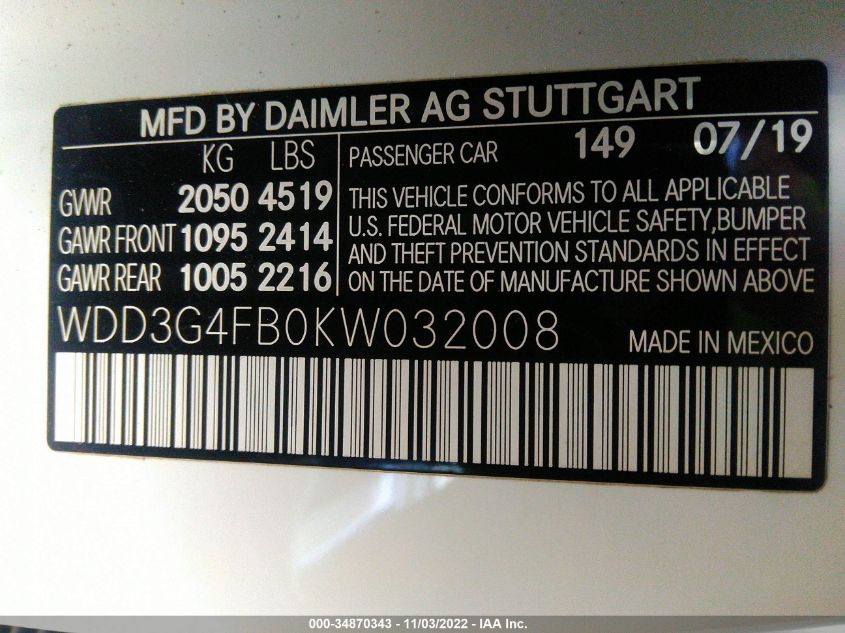 MFD BY DAIMLER AG STUTTGART
KG LBS
GVWR 2050 4519
GAWR FRONT 1095 2414
GAWR REAR 1005 2216
PASSENGER CAR 149 07/19
THIS VEHICLE CONFORMS TO ALL APPLICABLE
U.S. FEDERAL MOTOR VEHICLE SAFETY,BUMPER
AND THEFT PREVENTION STANDARDS IN EFFECT
ON THE DATE OF MANUFACTURE SHOWN ABOVE
WDD3G4FB0KW032008
MADE IN MEXICO
000-34870343 - 11/03/2022 - IAA Inc.